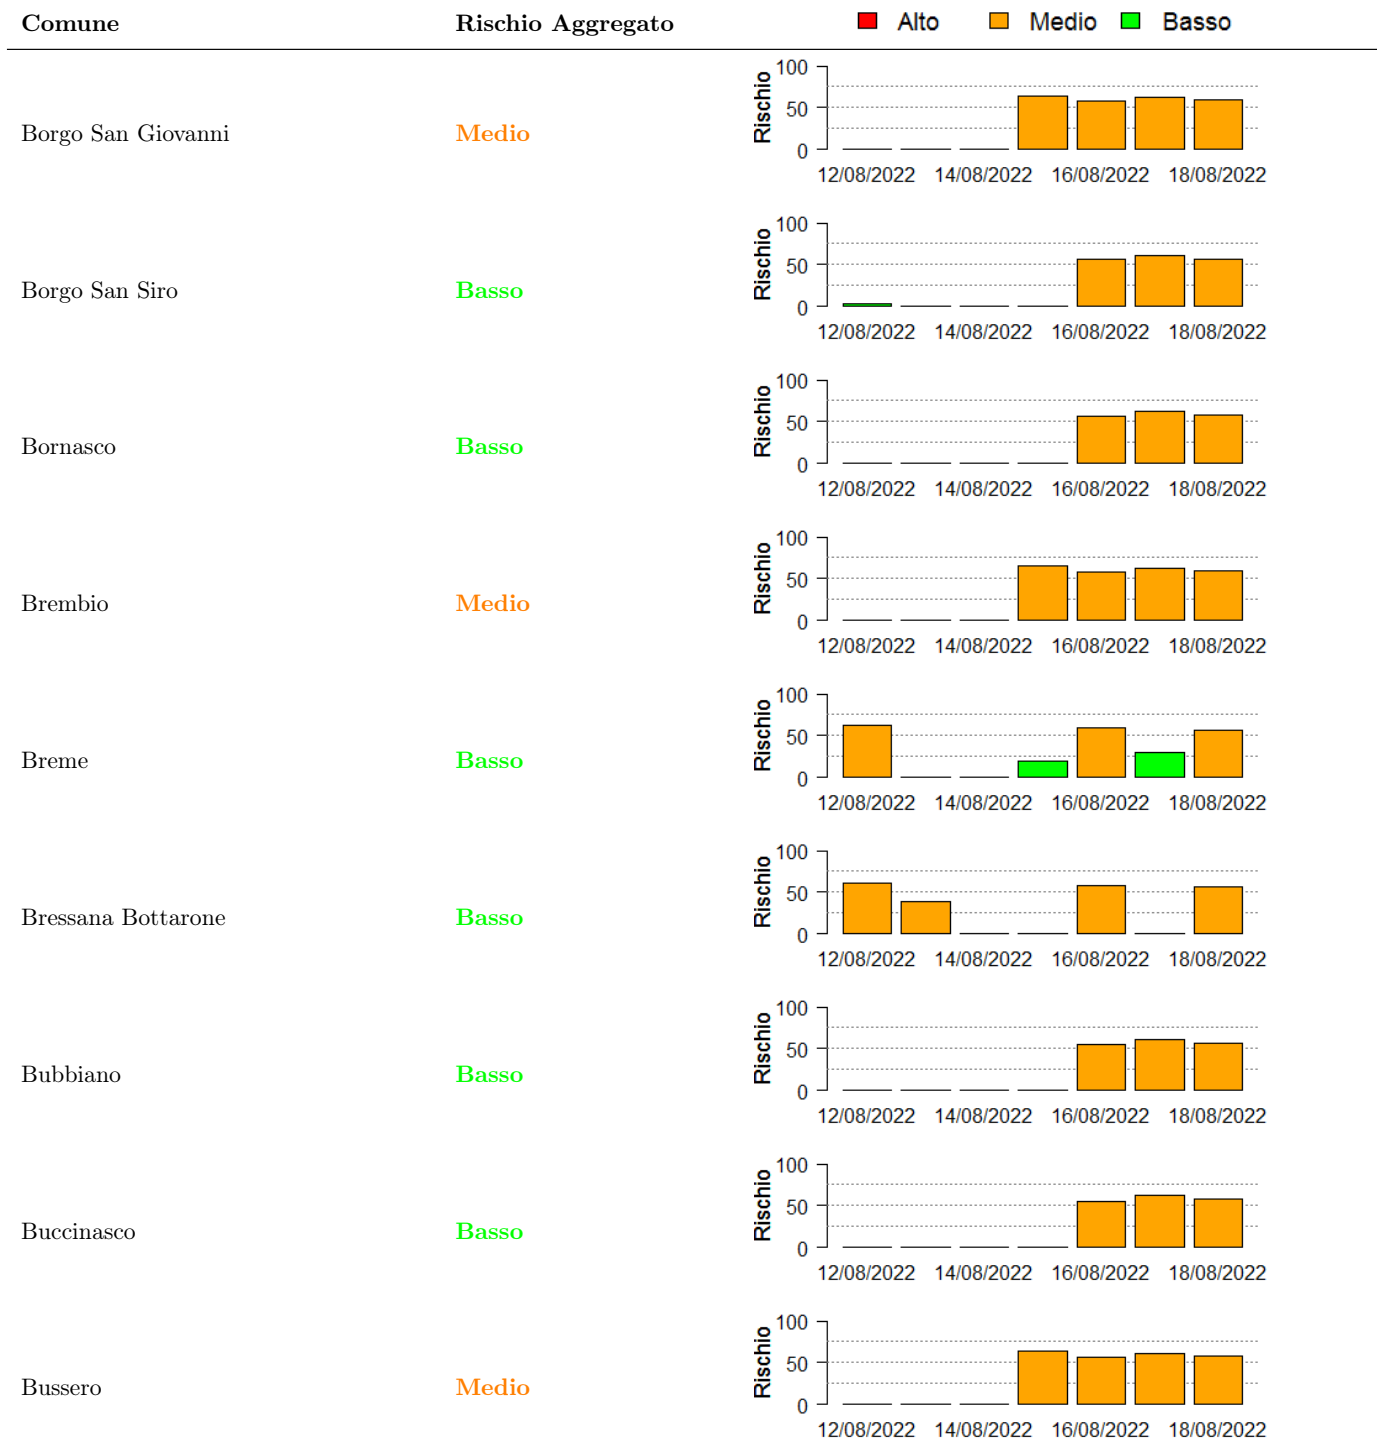 Comune Rischio Aggregato Alto Medio Basso
Borgo San Giovanni Medio
Rischio
100
50
0
12/08/2022 14/08/2022 16/08/2022 18/08/2022
Borgo San Siro Basso
Rischio
100
50
0
12/08/2022 14/08/2022 16/08/2022 18/08/2022
Bornasco Basso
Rischio
100
50
0
12/08/2022 14/08/2022 16/08/2022 18/08/2022
Brembio Medio
Rischio
100
50
0
12/08/2022 14/08/2022 16/08/2022 18/08/2022
Breme Basso
Rischio
100
50
0
12/08/2022 14/08/2022 16/08/2022 18/08/2022
Bressana Bottarone Basso
Rischio
100
50
0
12/08/2022 14/08/2022 16/08/2022 18/08/2022
Bubbiano Basso
Rischio
100
50
0
12/08/2022 14/08/2022 16/08/2022 18/08/2022
Buccinasco Basso
Rischio
100
50
0
12/08/2022 14/08/2022 16/08/2022 18/08/2022
Bussero Medio
Rischio
100
50
0
12/08/2022 14/08/2022 16/08/2022 18/08/2022